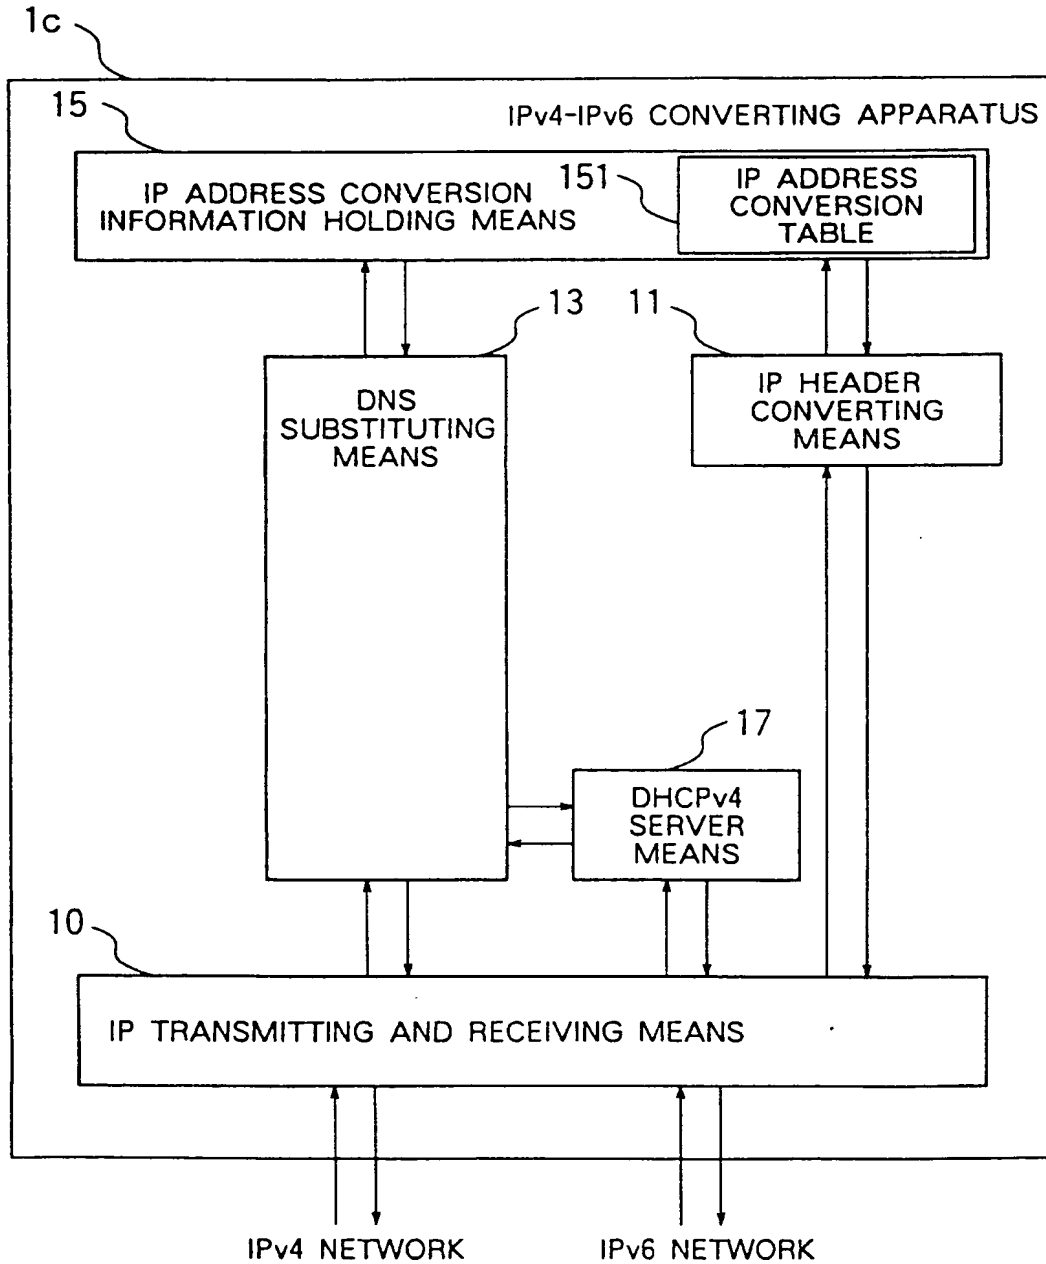 1c
IPv4-IPv6 CONVERTING APPARATUS
15
IP ADDRESS CONVERSION
INFORMATION HOLDING MEANS
151
IP ADDRESS
CONVERSION
TABLE
13
11
DNS
SUBSTITUTING
MEANS
IP HEADER
CONVERTING
MEANS
17
DHCPv4
SERVER
MEANS
10
IP TRANSMITTING AND RECEIVING MEANS
IPv4 NETWORK
IPv6 NETWORK